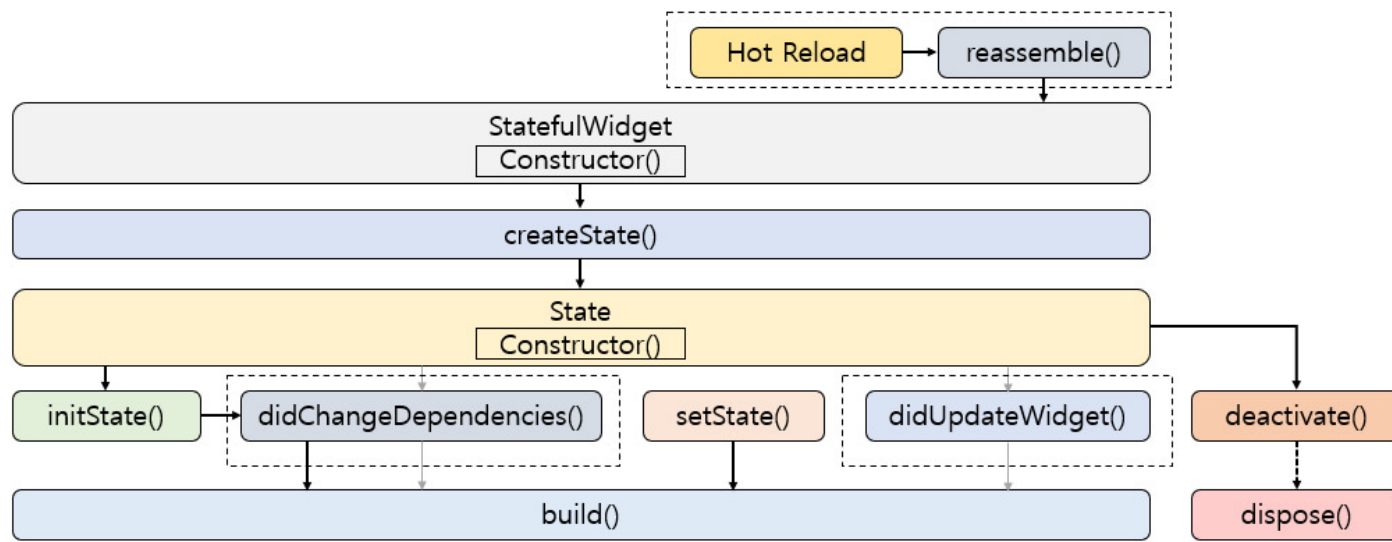 Hot Reload
reassemble()
StatefulWidget
Constructor()
createState()
State
Constructor()
initState()
didChangeDependencies()
setState()
didUpdateWidget()
deactivate()
build()
dispose()